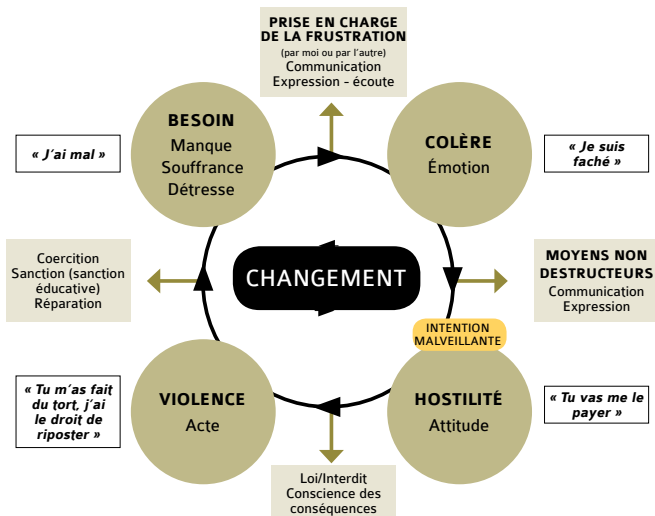 PRISE EN CHARGE
DE LA FRUSTRATION
(par moi ou par l'autre)
Communication
Expression - écoute
BESOIN
Manque
Souffrance
Détresse
« J'ai mal »
COLÈRE
Émotion
« Je suis
faché »
Coercition
Sanction (sanction
éducative)
Réparation
CHANGEMENT
MOYENS NON
DESTRUCTEURS
Communication
Expression
INTENTION
MALVEILLANTE
« Tu m'as fait
du tort, j'ai
le droit de
riposter »
VIOLENCE
Acte
HOSTILITÉ
Attitude
« Tu vas me le
payer »
Loi/Interdit
Conscience des
conséquences